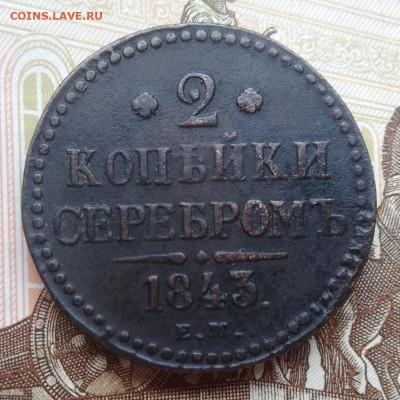 COINS.LAVE.RU
2
КОПѢЙКИ
СЕРЕБРОМЪ
1843.
Е.М.